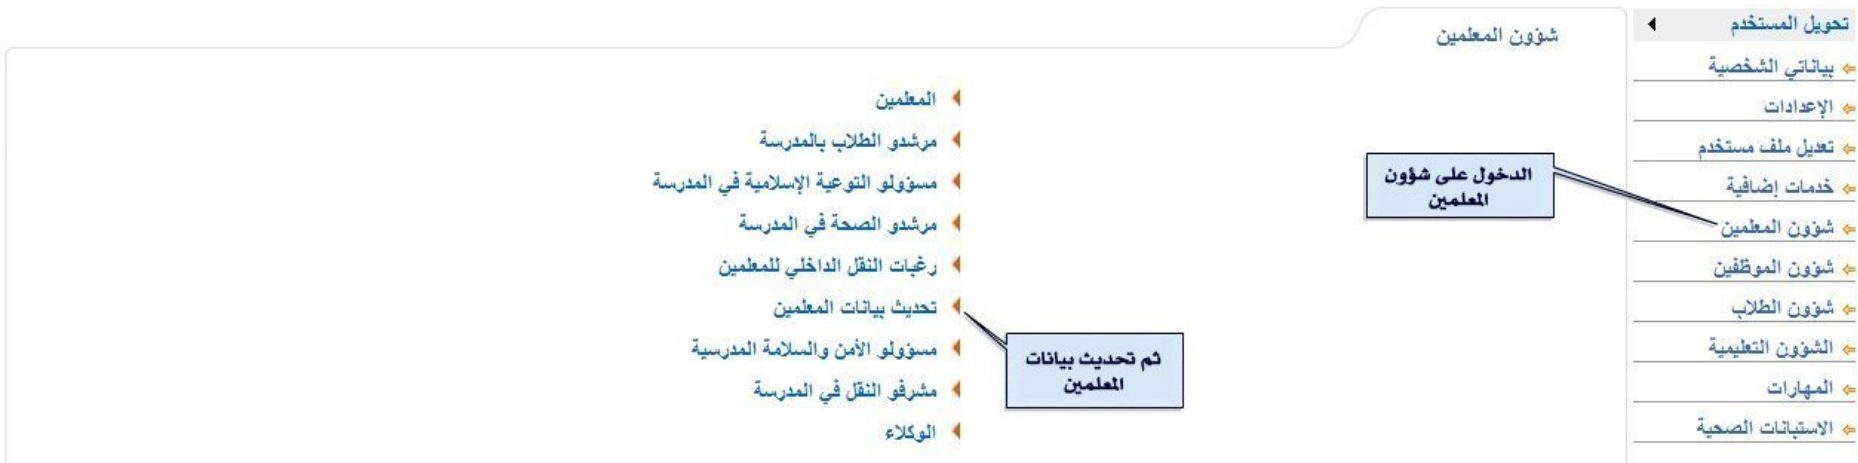 تحويل المستخدم
بياناتي الشخصية
الإعدادات
تعديل ملف مستخدم
خدمات إضافية
شؤون المعلمين
شؤون الموظفين
شؤون الطلاب
الشؤون التعليمية
المهارات
الاستبانات الصحية
شؤون المعلمين
الدخول على شؤون
المعلمين
المعلمين
مرشدو الطلاب بالمدرسة
مسؤولو التوعية الإسلامية في المدرسة
مرشدو الصحة في المدرسة
رغبات النقل الداخلي للمعلمين
تحديث بيانات المعلمين
مسؤولو الأمن والسلامة المدرسية
مشرفو النقل في المدرسة
الوكلاء
ثم تحديث بيانات
المعلمين